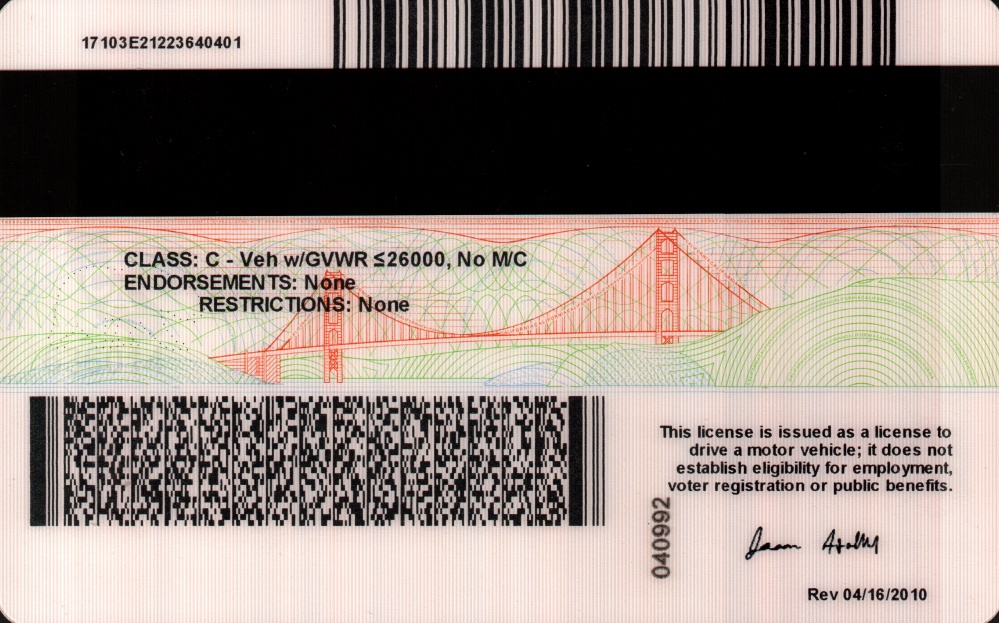 17103E21223640401
CLASS: C - Veh w/GVWR ≤26000, No M/C
ENDORSEMENTS: None
RESTRICTIONS: None
This license is issued as a license to
drive a motor vehicle; it does not
establish eligibility for employment,
voter registration or public benefits.
040992
Rev 04/16/2010